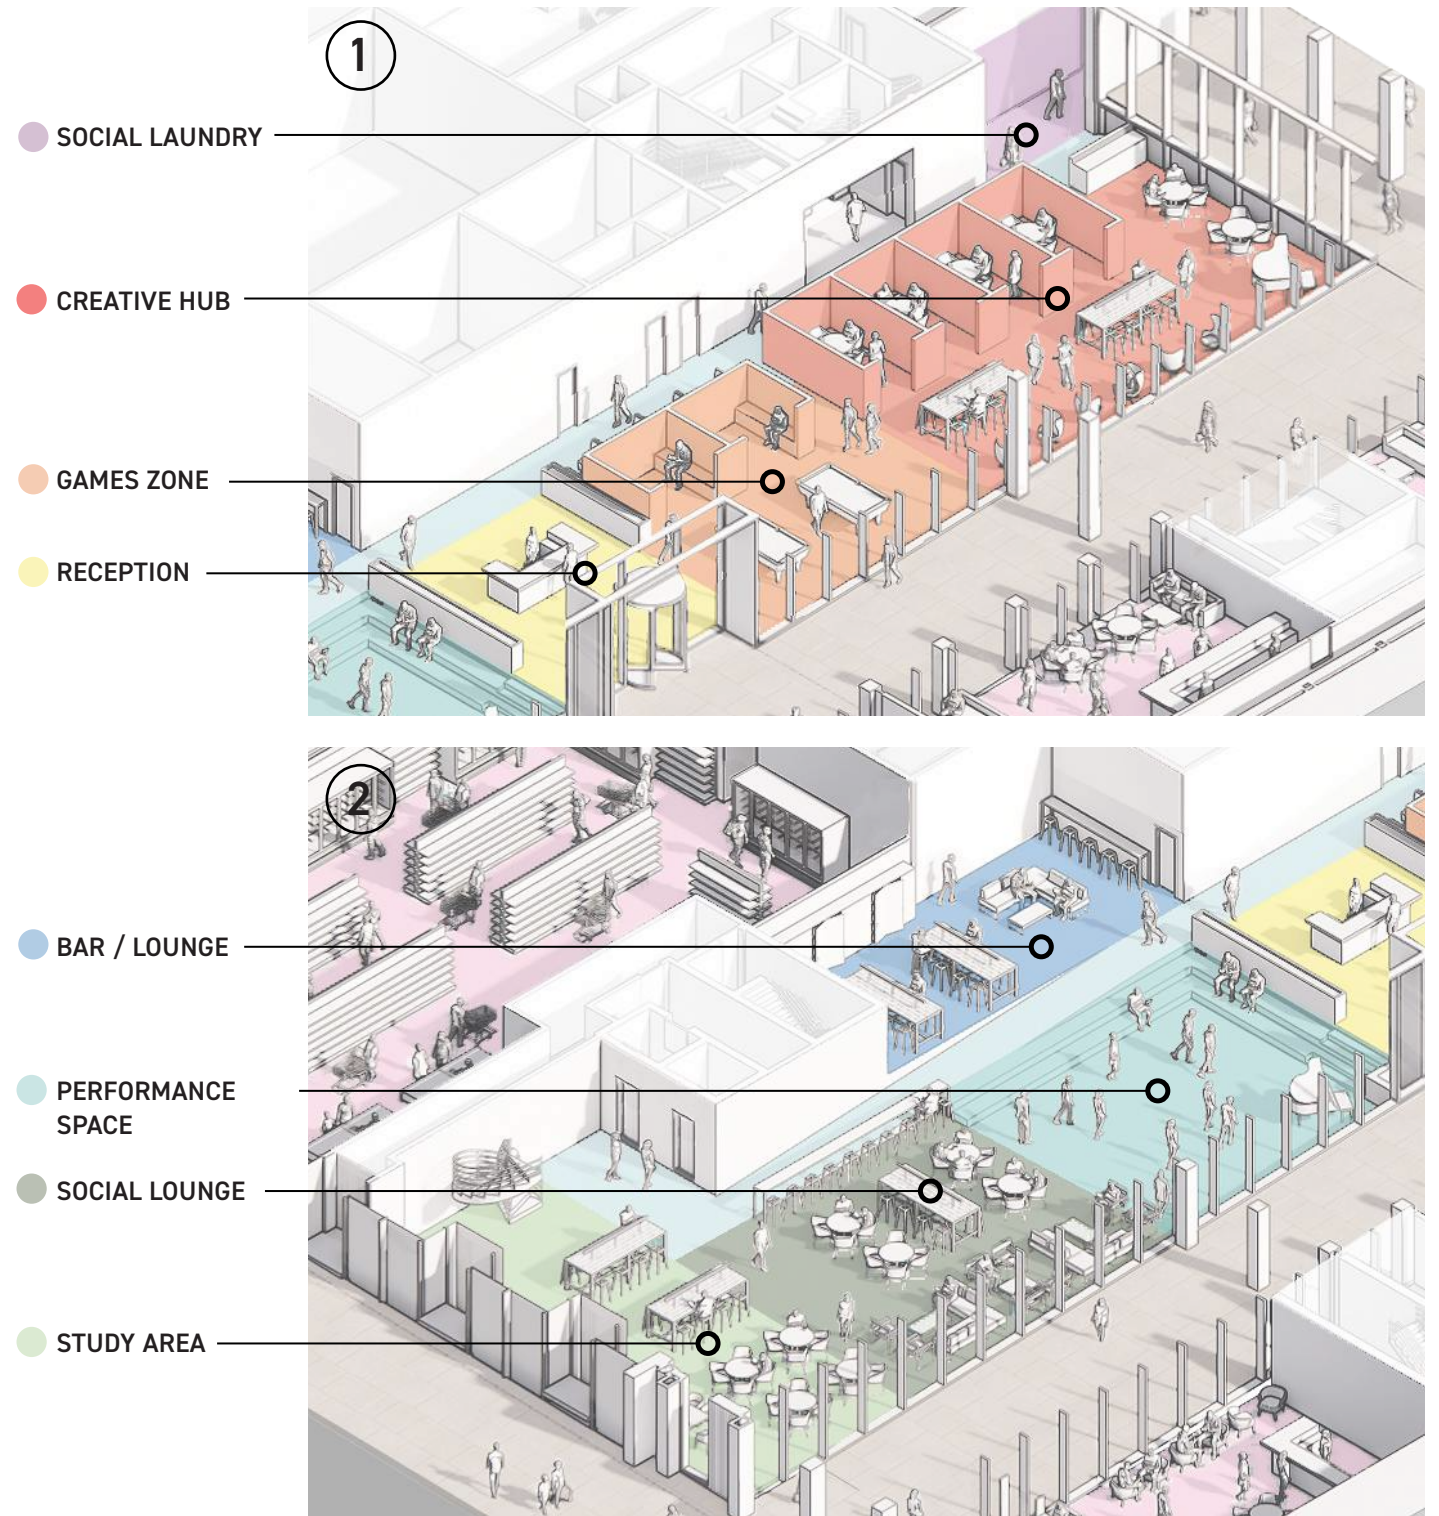 1
SOCIAL LAUNDRY
CREATIVE HUB
GAMES ZONE
RECEPTION
2
BAR / LOUNGE
PERFORMANCE
SPACE
SOCIAL LOUNGE
STUDY AREA